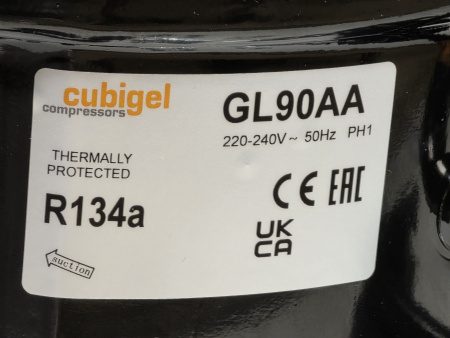 cubigel
compressors
GL90AA
220-240V~ 50Hz PH1
THERMALLY
PROTECTED
R134a
CE EAC
UK
CA
suction